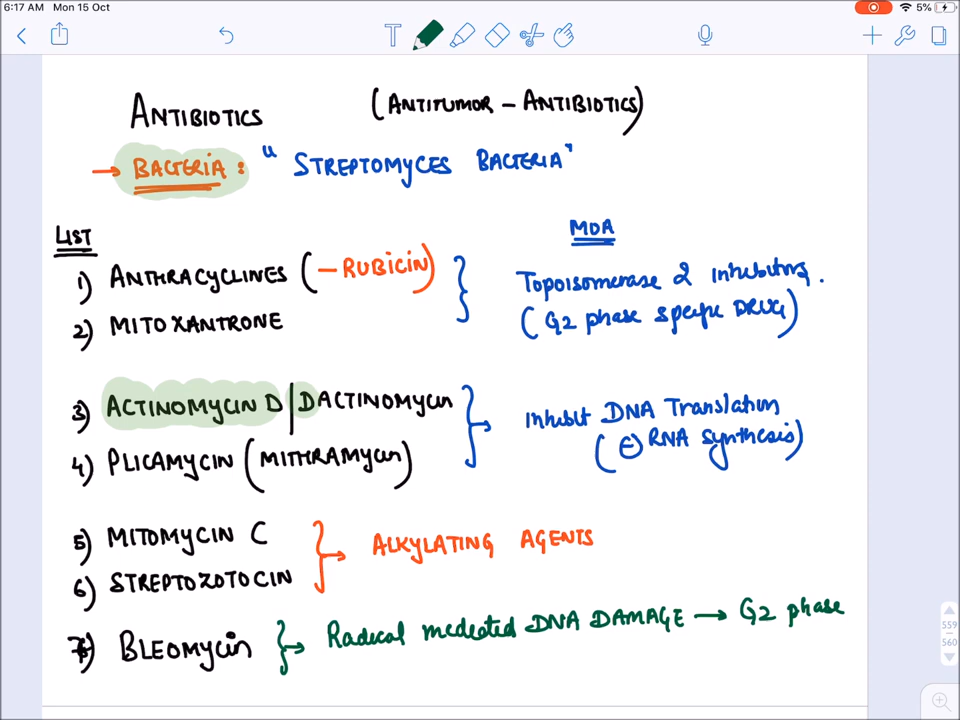 6:17 AM Mon 15 Oct 5%
T
ANTIBIOTICS (ANTITUMOR - ANTIBIOTICS)
→ BACTERIA: "STREPTOMYCES BACTERIA"
LIST MOA
1) ANTHRACYCLINES (-RUBICIN) Topoisomerase 2 inhibitors.
2) MITOXANTRONE (G2 phase specific DRUG)
3) ACTINOMYCIN D | DACTINOMYCIN Inhibit DNA Translation
4) PLICAMYCIN (MITHRAMYCIN) (⊖ RNA synthesis)
5) MITOMYCIN C → ALKYLATING AGENTS
6) STREPTOZOTOCIN
7) BLEOMYCIN → Radical mediated DNA DAMAGE → G2 phase
559
560